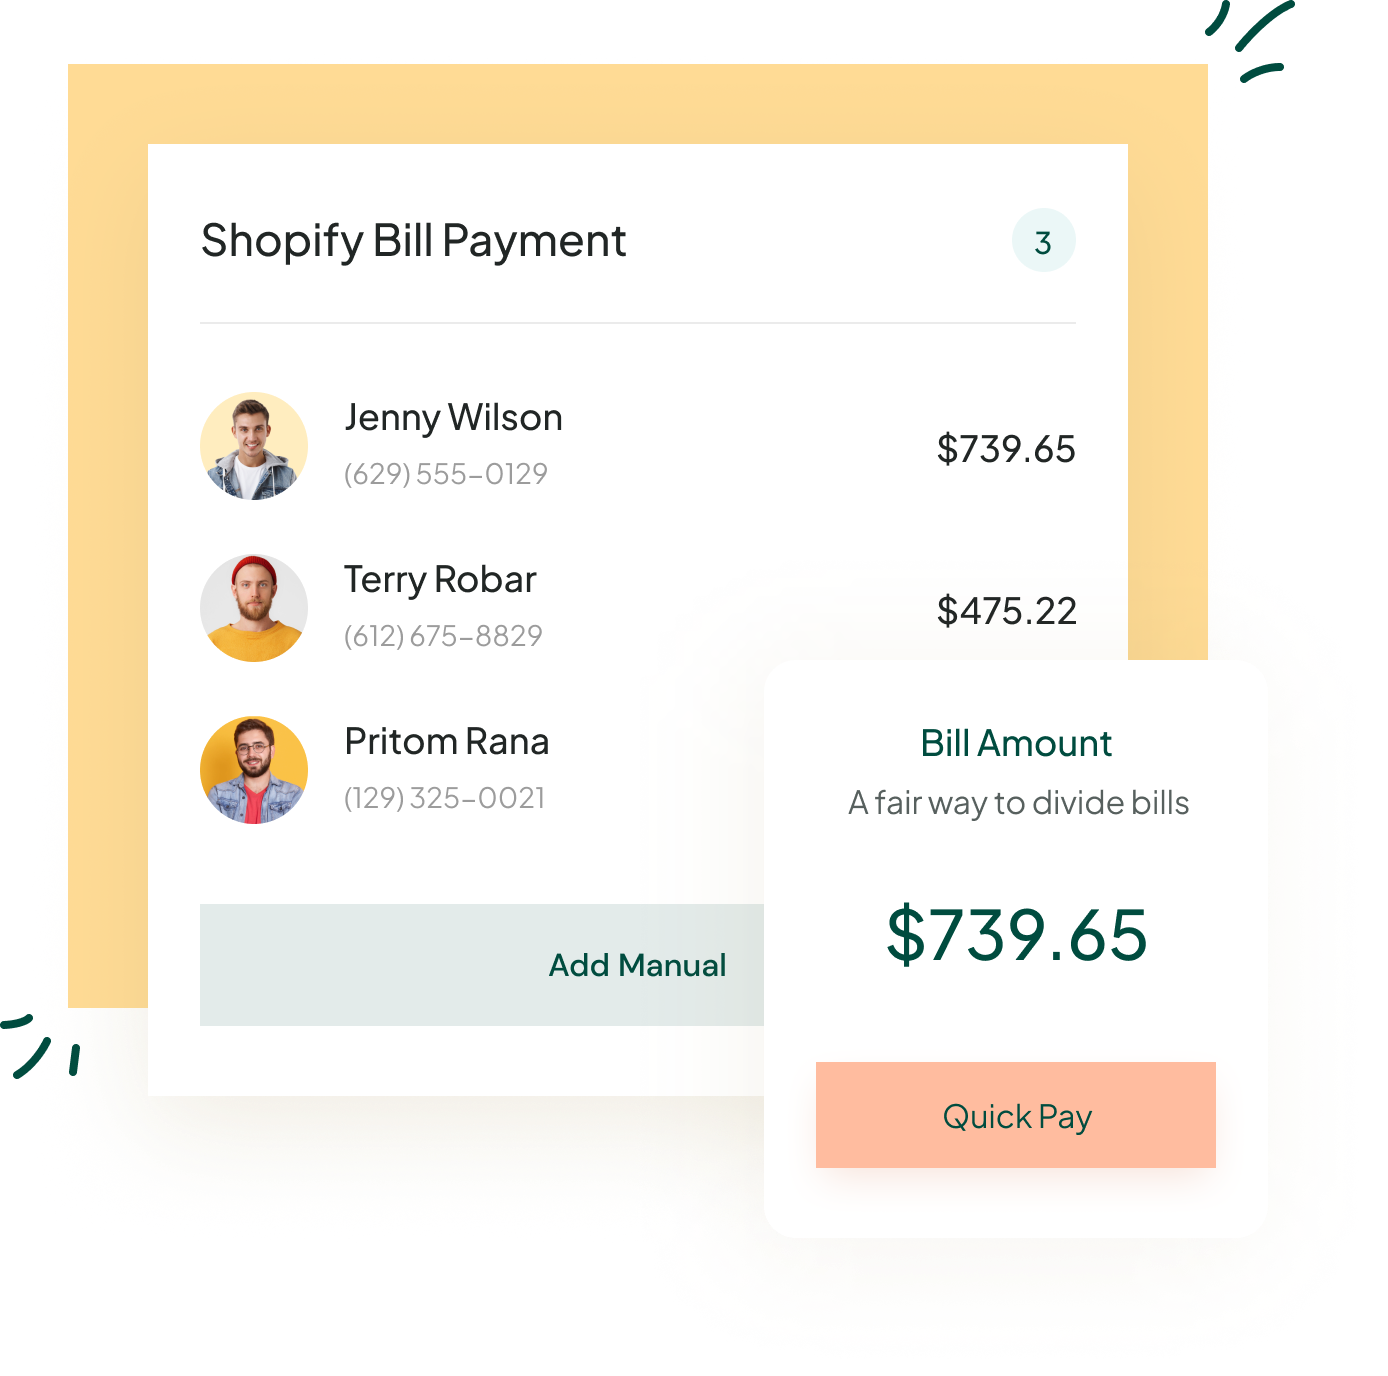 Shopify Bill Payment
3
Jenny Wilson
(629) 555–0129
$739.65
Terry Robar
(612) 675–8829
$475.22
Pritom Rana
(129) 325–0021
Add Manual
Bill Amount
A fair way to divide bills
$739.65
Quick Pay